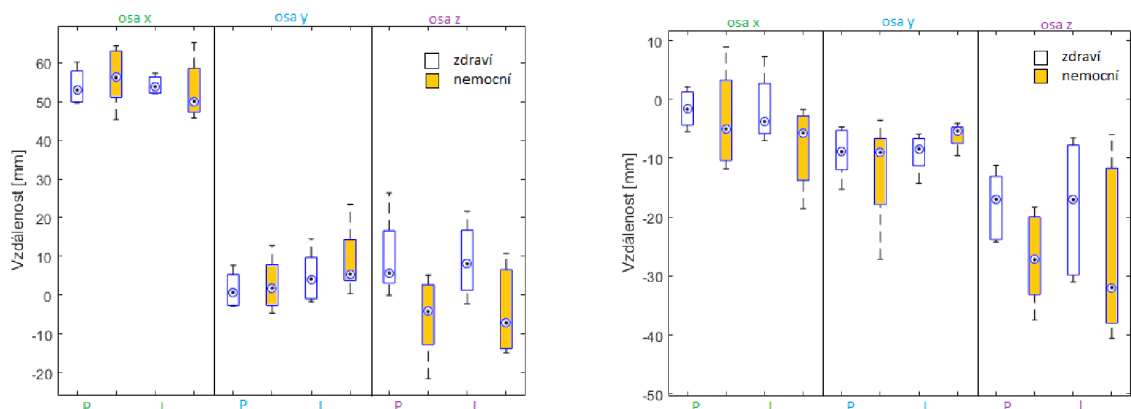 osa x osa y osa z
Vzdálenost [mm]
60
50
40
30
20
10
0
-10
-20
zdraví
nemocní
P L P L P L
osa x osa y osa z
Vzdálenost [mm]
10
0
-10
-20
-30
-40
-50
zdraví
nemocní
P L P L P L